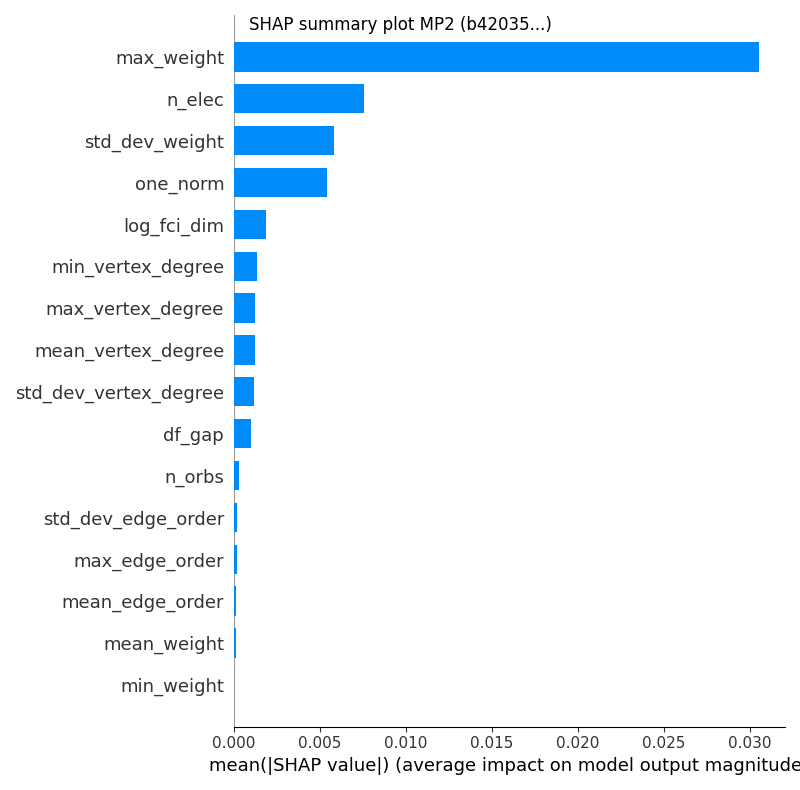 SHAP summary plot MP2 (b42035...)
max_weight
n_elec
std_dev_weight
one_norm
log_fci_dim
min_vertex_degree
max_vertex_degree
mean_vertex_degree
std_dev_vertex_degree
df_gap
n_orbs
std_dev_edge_order
max_edge_order
mean_edge_order
mean_weight
min_weight
0.000 0.005 0.010 0.015 0.020 0.025 0.030
mean(|SHAP value|) (average impact on model output magnitude